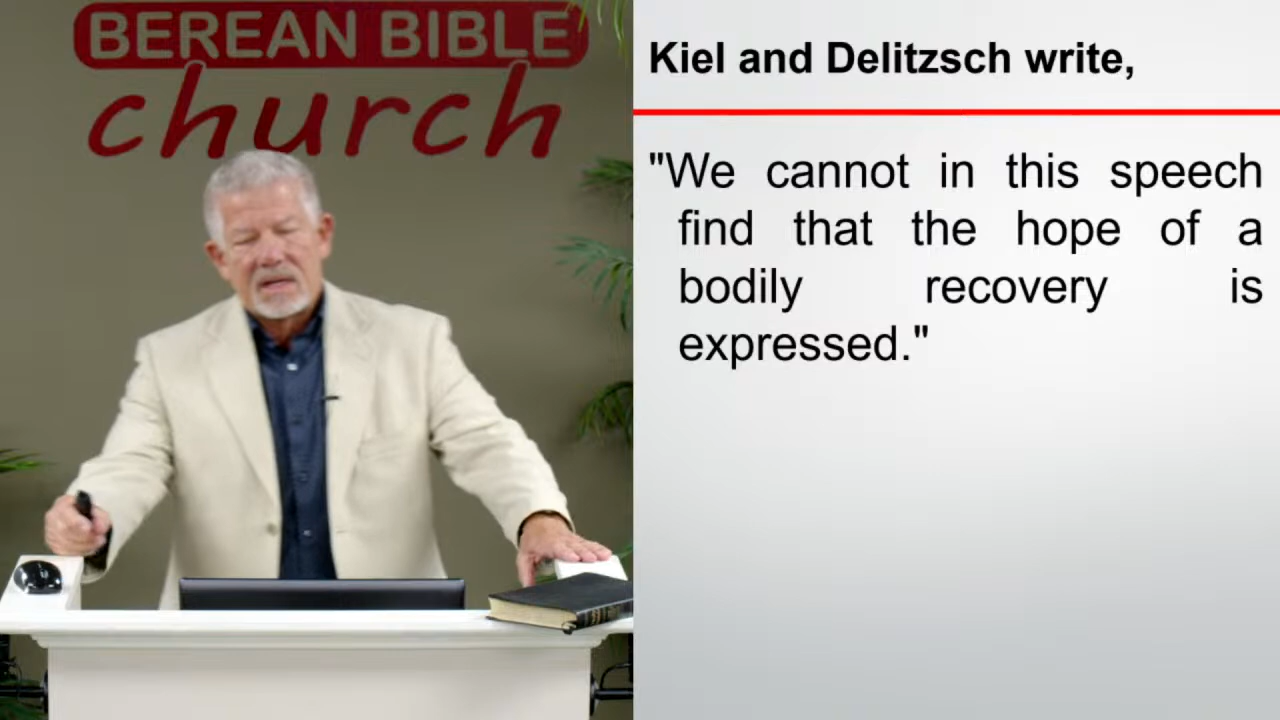 BEREAN BIBLE
church
Kiel and Delitzsch write,
"We cannot in this speech
find that the hope of a
bodily recovery is
expressed."